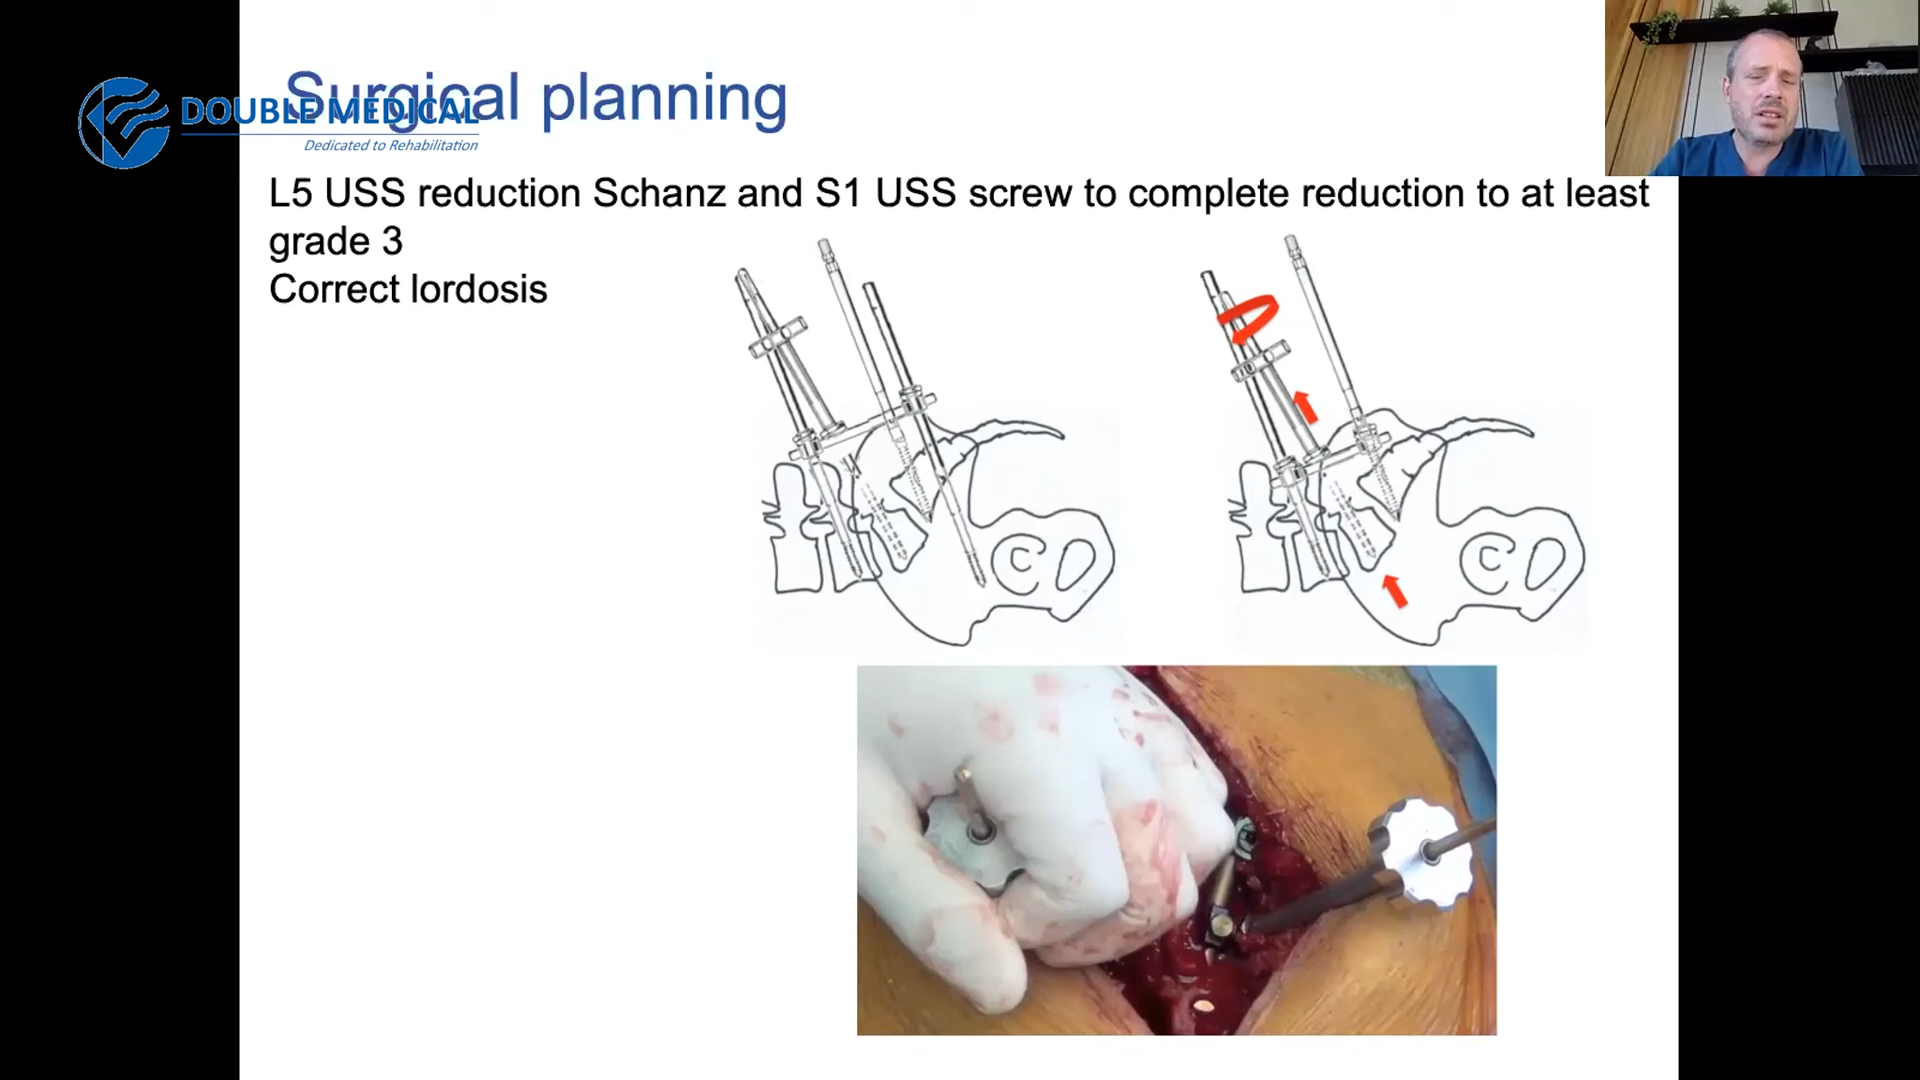 Surgical planning
DOUBLE MEDICAL
Dedicated to Rehabilitation
L5 USS reduction Schanz and S1 USS screw to complete reduction to at least
grade 3
Correct lordosis